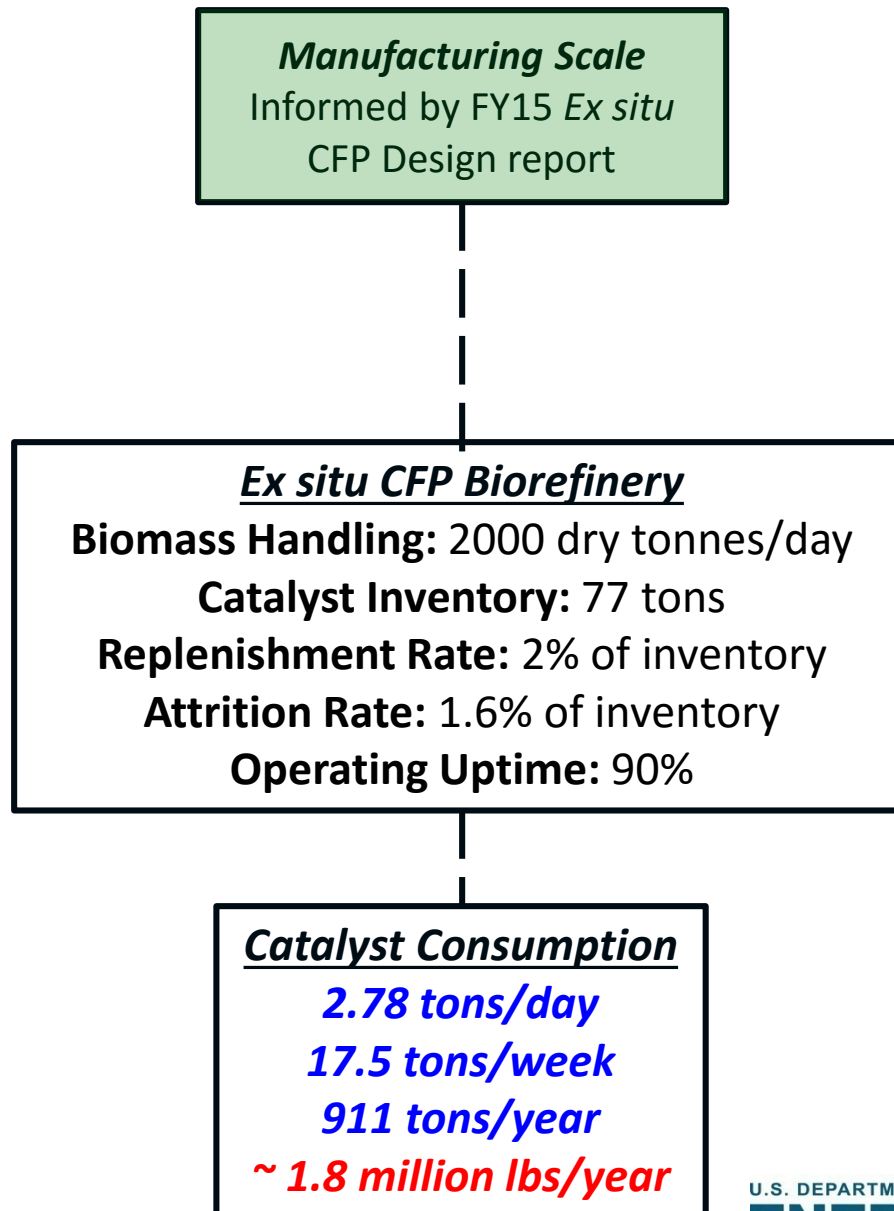 Manufacturing Scale
Informed by FY15 Ex situ
CFP Design report
Ex situ CFP Biorefinery
Biomass Handling: 2000 dry tonnes/day
Catalyst Inventory: 77 tons
Replenishment Rate: 2% of inventory
Attrition Rate: 1.6% of inventory
Operating Uptime: 90%
Catalyst Consumption
2.78 tons/day
17.5 tons/week
911 tons/year
~ 1.8 million lbs/year
U.S.